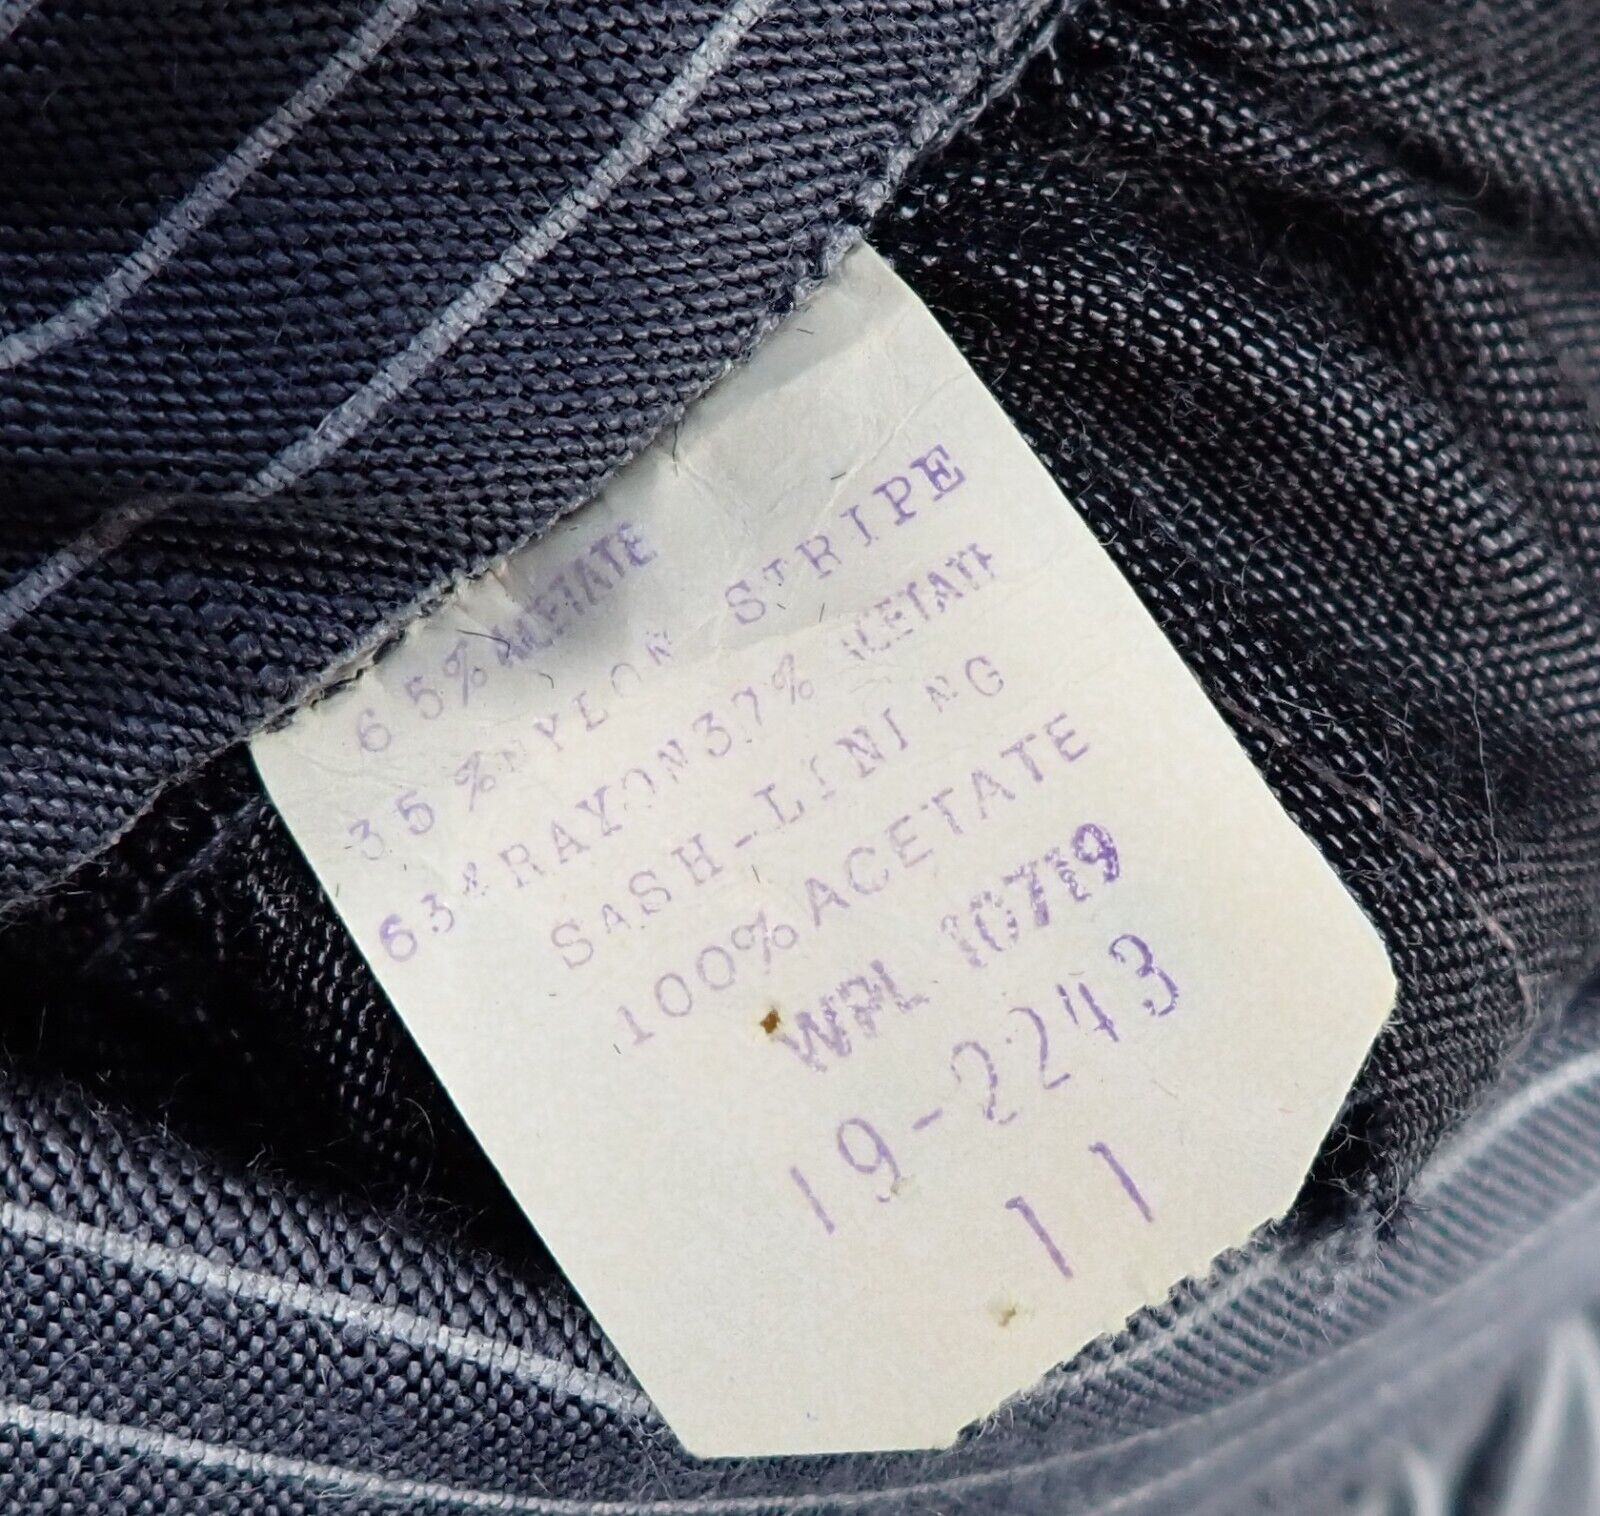 65% ACETATE
35% NYLON STRIPE
63% RAYON 37% ACETATE
SASH-LINING
100% ACETATE
WPL 10719
19-2243
11